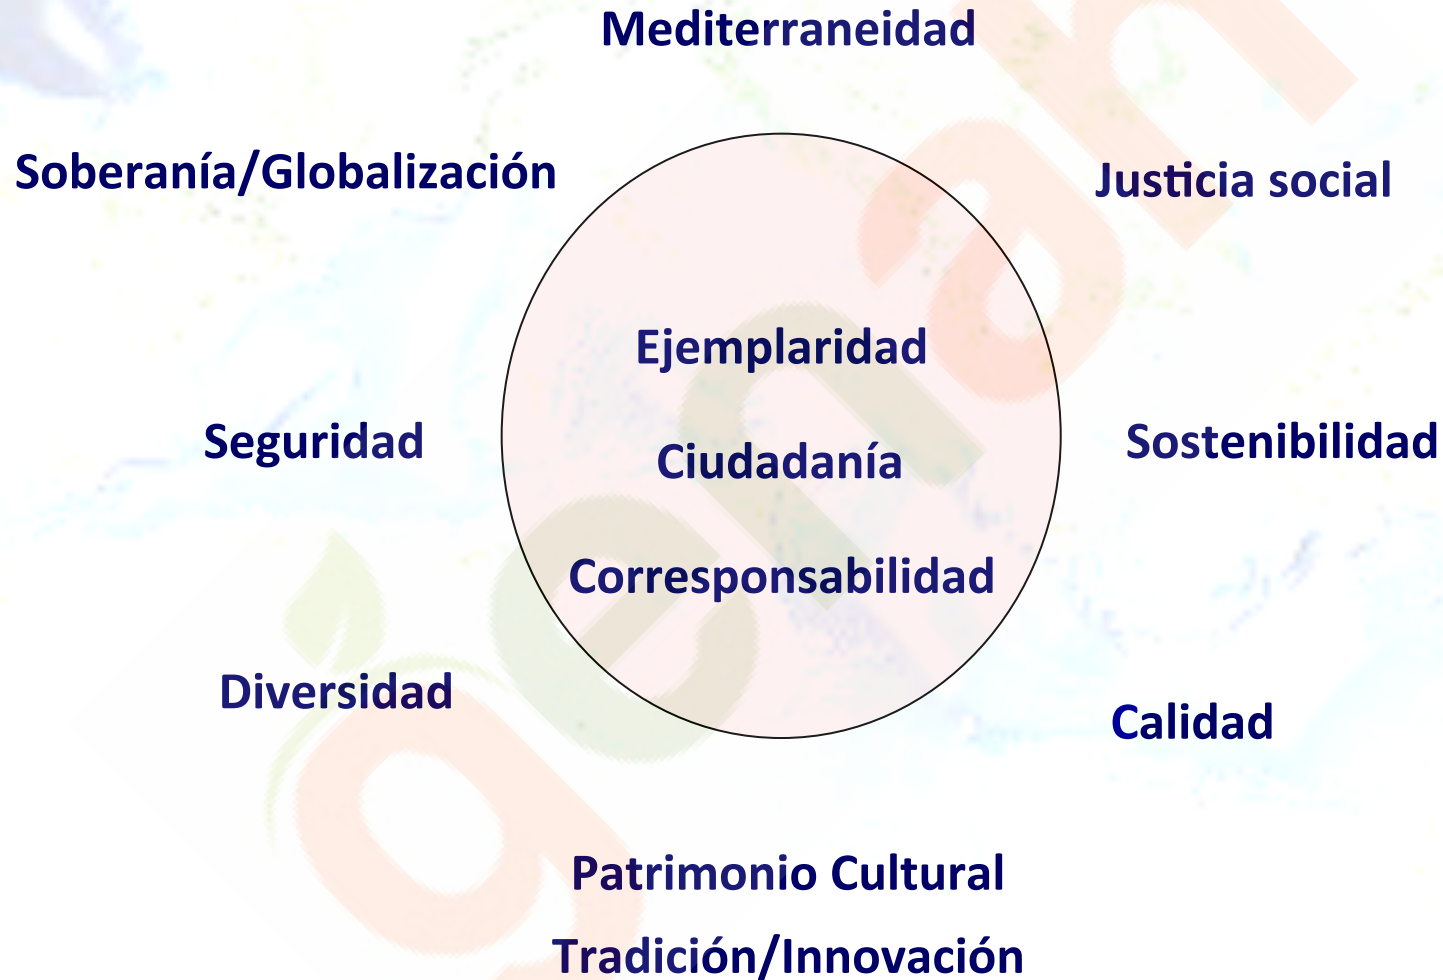 Mediterraneidad
Soberanía/Globalización
Justicia social
Ejemplaridad
Seguridad
Ciudadanía
Sostenibilidad
Corresponsabilidad
Diversidad
Calidad
Patrimonio Cultural
Tradición/Innovación